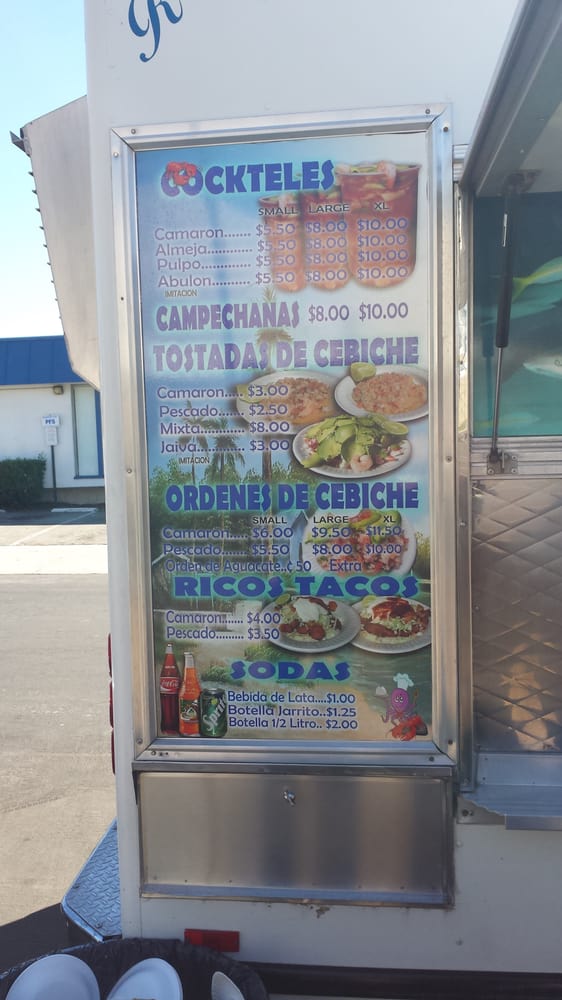 R
COCKTELES
SMALL LARGE XL
Camaron....... $5.50 $8.00 $10.00
Almeja........... $5.50 $8.00 $10.00
Pulpo............. $5.50 $8.00 $10.00
Abulon.......... $5.50 $8.00 $10.00
IMITACION
CAMPECHANAS $8.00 $10.00
TOSTADAS DE CEBICHE
Camaron.... $3.00
Pescado....... $2.50
Mixta........... $8.00
Jaiva............ $3.00
IMITACION
ORDENES DE CEBICHE
SMALL LARGE XL
Camaron..... $6.00 $9.50 $11.50
Pescado....... $5.50 $8.00 $10.00
Orden de Aguacate..¢ 50 Extra
RICOS TACOS
Camaron...... $4.00
Pescado........ $3.50
SODAS
Bebida de Lata....$1.00
Botella Jarrito..$1.25
Botella 1/2 Litro.. $2.00
Coca-Cola
Sprite
PFS